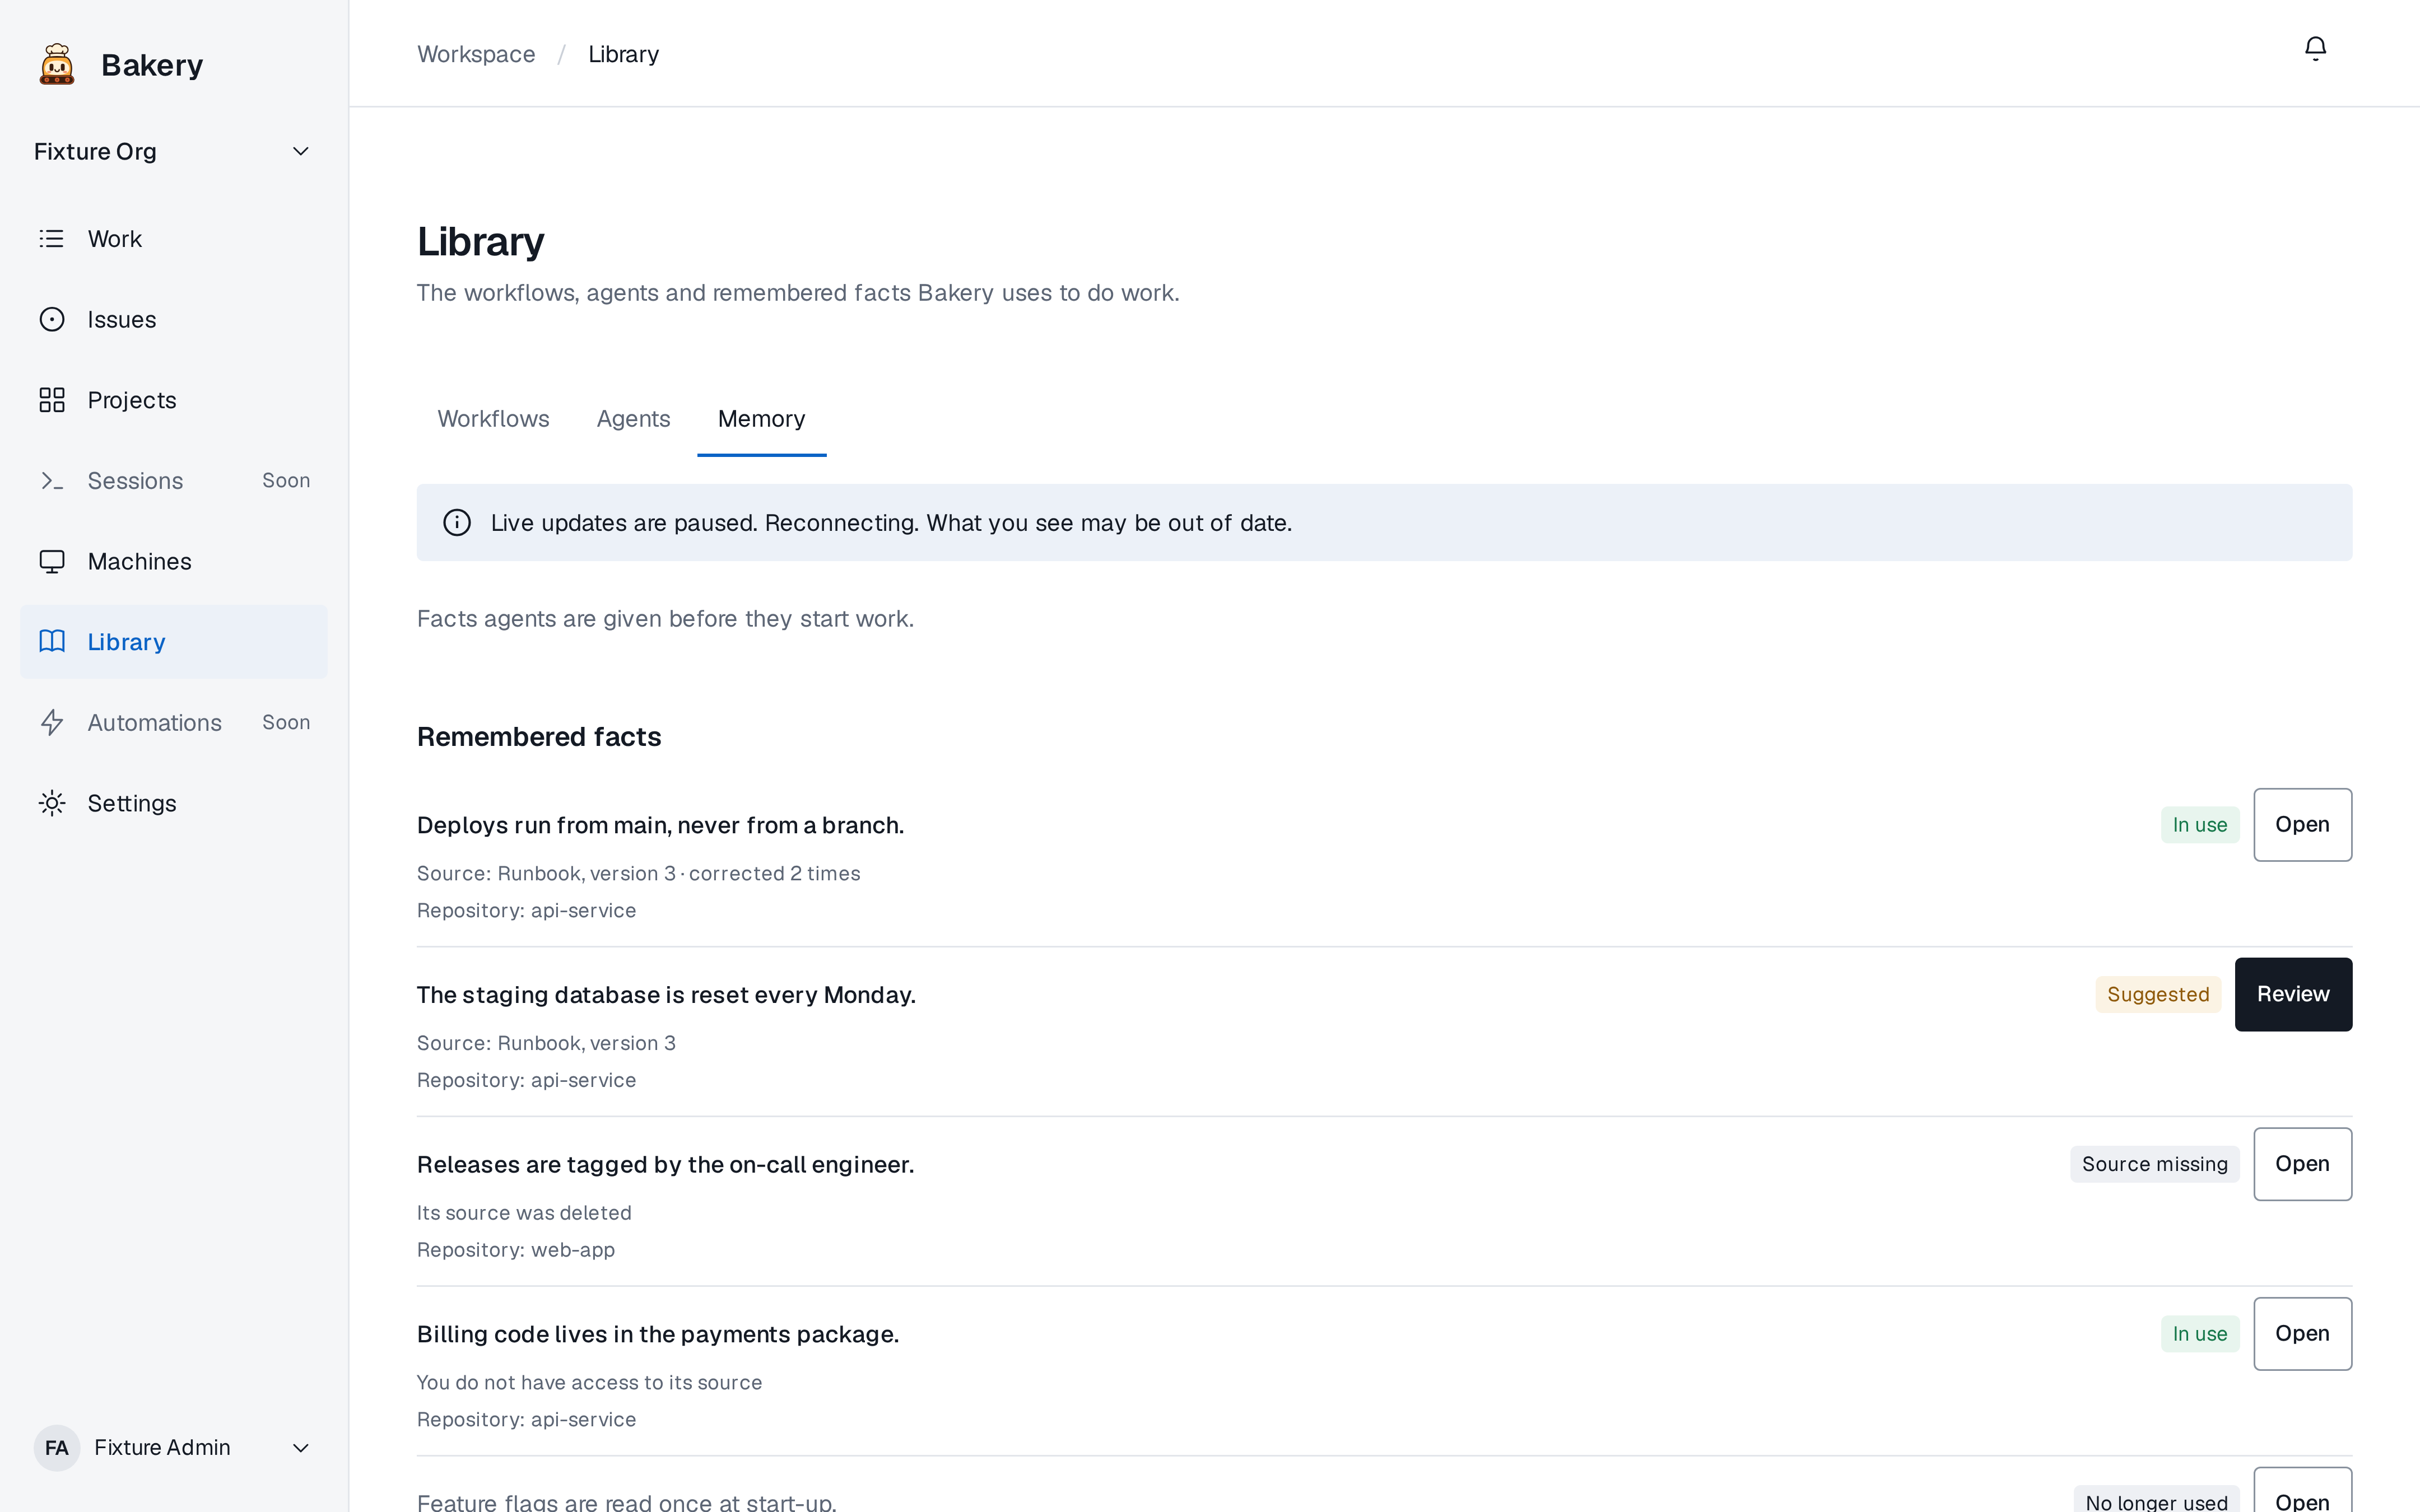 Bakery
Fixture Org
Work
Issues
Projects
Sessions Soon
Machines
Library
Automations Soon
Settings
FA Fixture Admin
Workspace / Library
Library
The workflows, agents and remembered facts Bakery uses to do work.
Workflows Agents Memory
Live updates are paused. Reconnecting. What you see may be out of date.
Facts agents are given before they start work.
Remembered facts
Deploys run from main, never from a branch. In use Open
Source: Runbook, version 3 · corrected 2 times
Repository: api-service
The staging database is reset every Monday. Suggested Review
Source: Runbook, version 3
Repository: api-service
Releases are tagged by the on-call engineer. Source missing Open
Its source was deleted
Repository: web-app
Billing code lives in the payments package. In use Open
You do not have access to its source
Repository: api-service
Feature flags are read once at start-up. No longer used Open